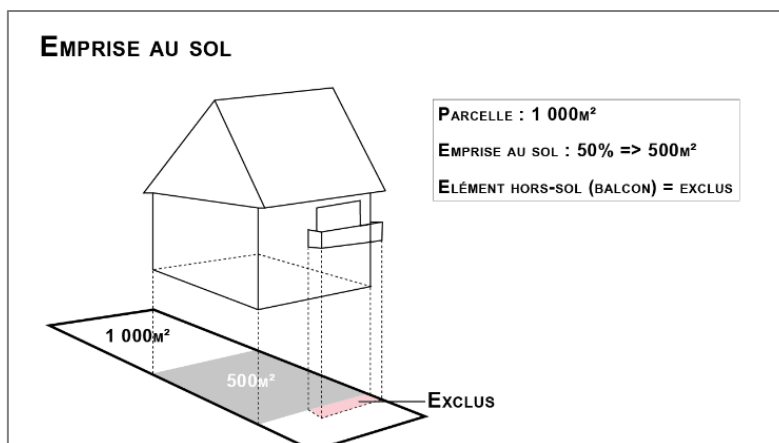 Emprise au sol
Parcelle : 1 000m²
Emprise au sol : 50% => 500m²
Elément hors-sol (balcon) = exclus
1 000m²
500m²
Exclus